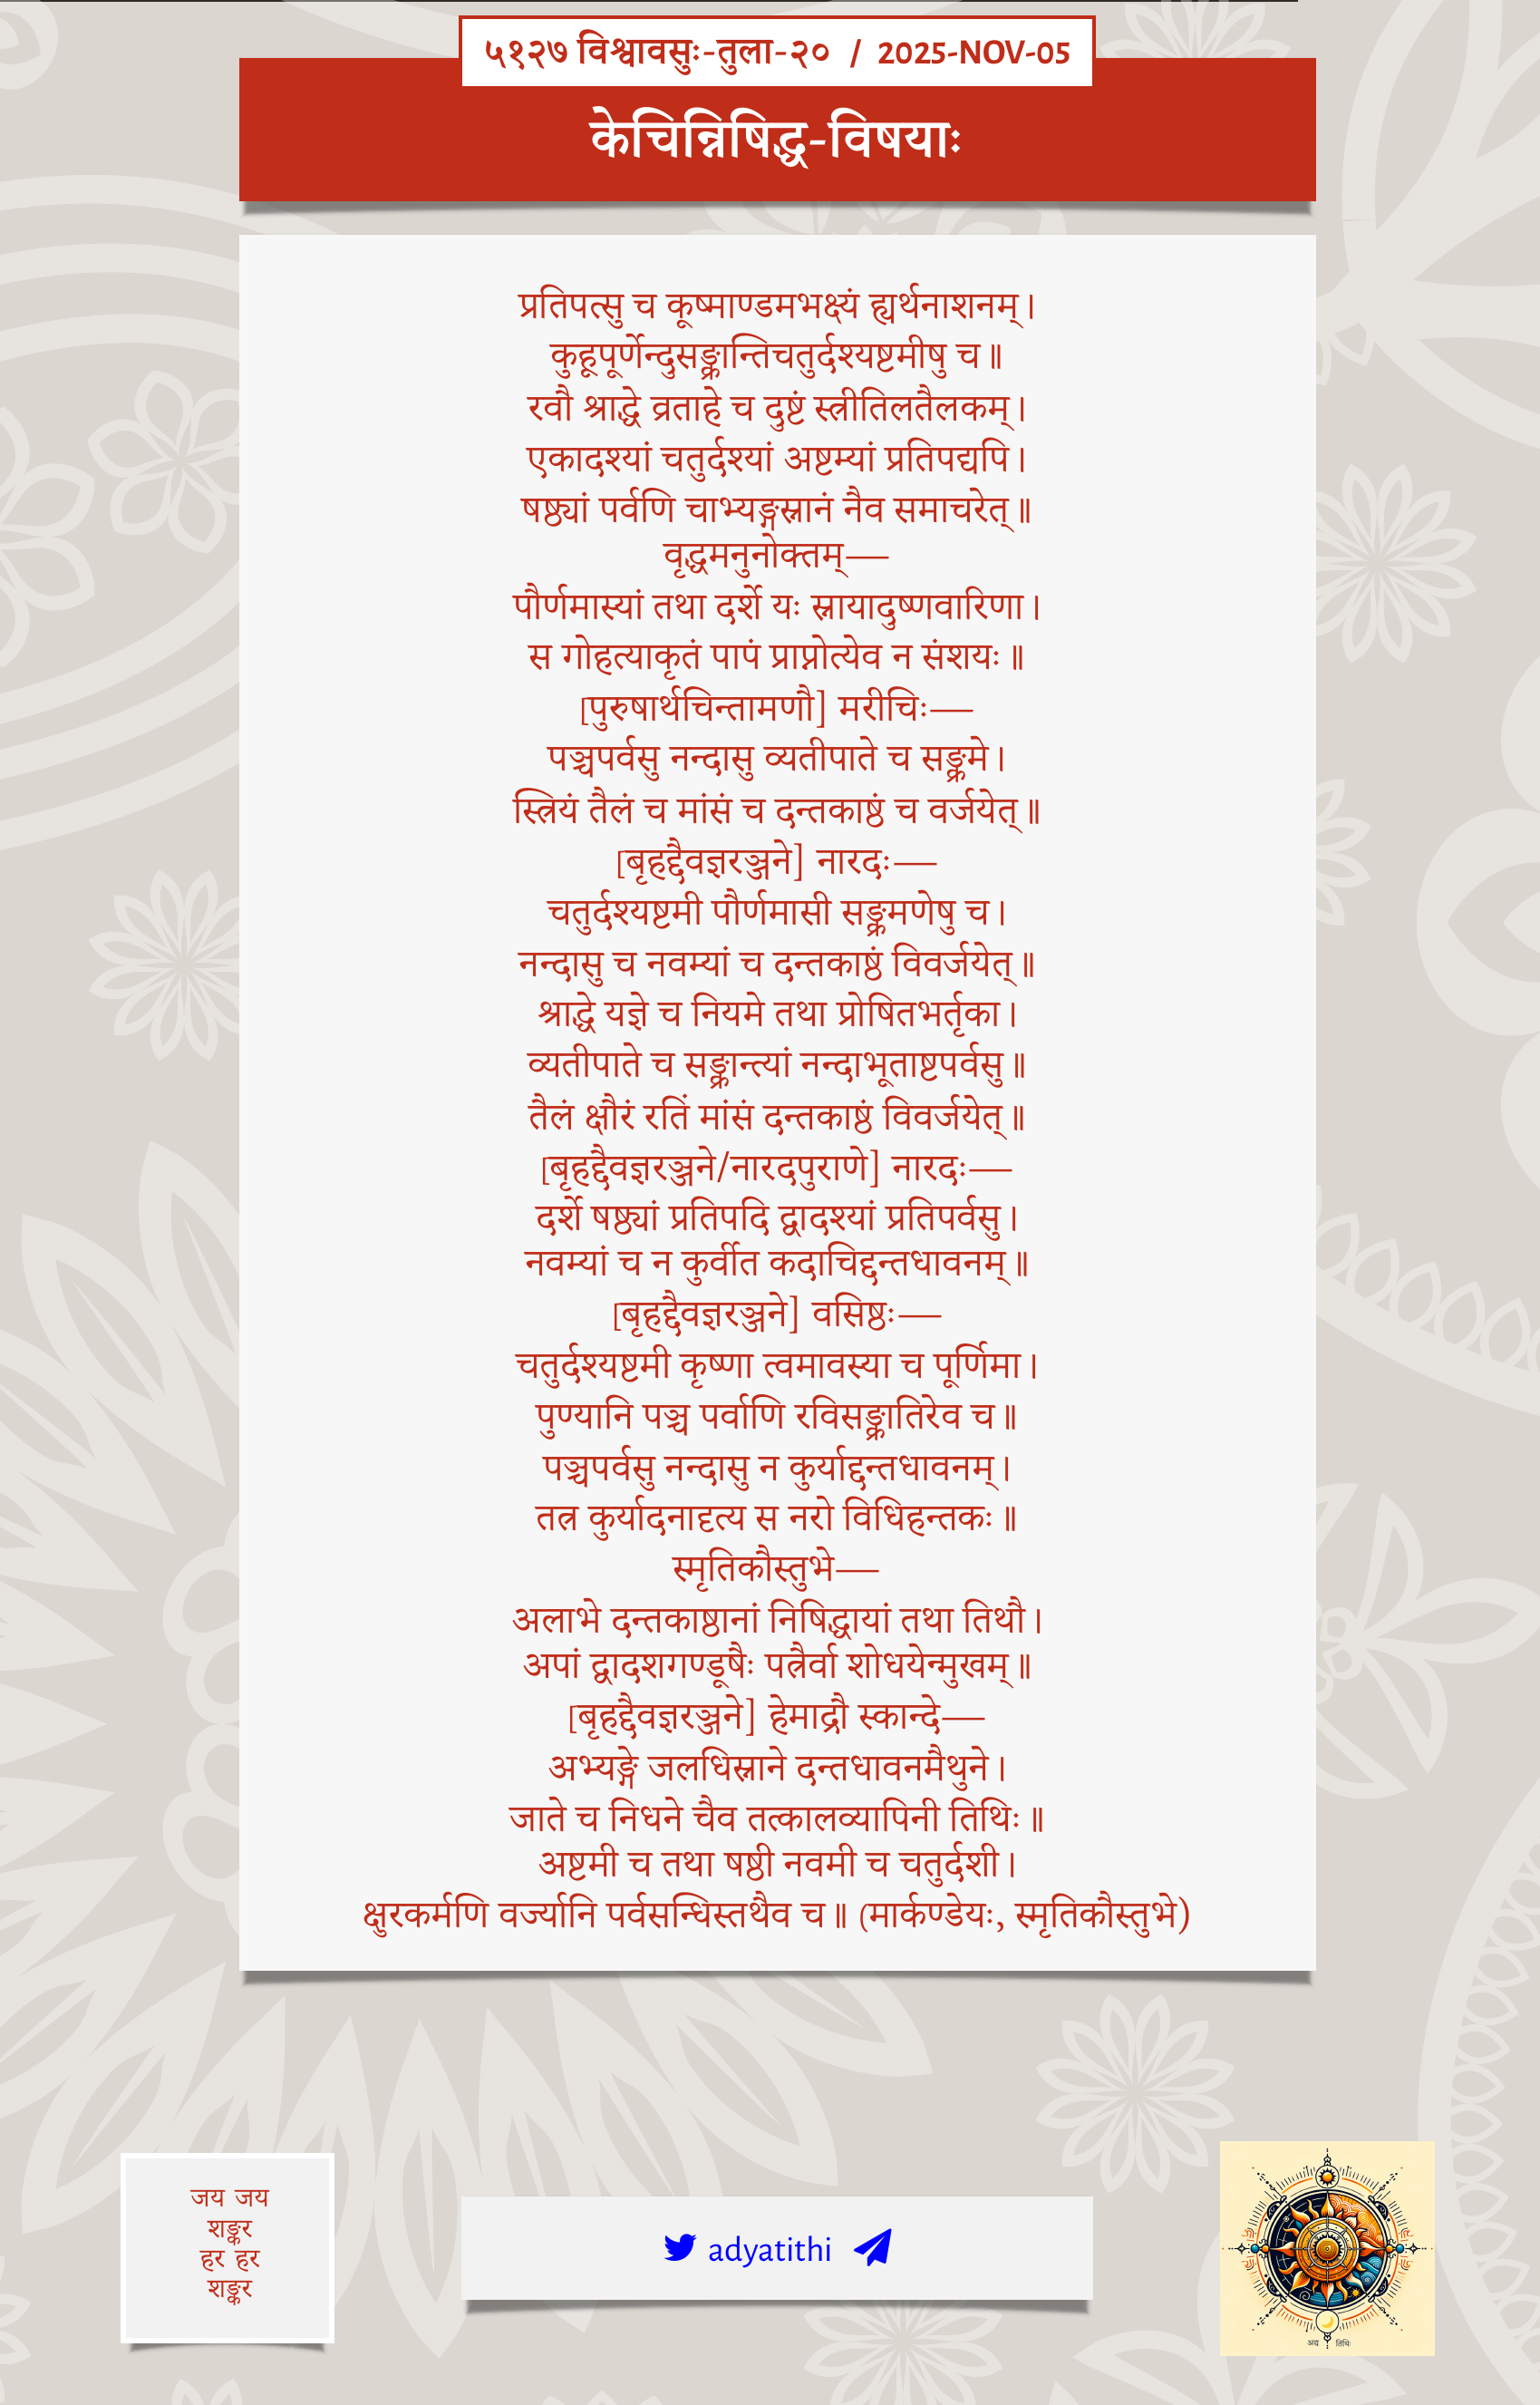 ५१२७ विश्वावसुः-तुला-२० / 2025-NOV-05
केचिन्निषिद्ध-विषयाः
प्रतिपत्सु च कूष्माण्डमभक्ष्यं ह्यर्थनाशनम्।
कुहूपूर्णेन्दुसङ्क्रान्तिचतुर्दश्यष्टमीषु च॥
रवौ श्राद्धे व्रताहे च दुष्टं स्त्रीतिलतैलकम्।
एकादश्यां चतुर्दश्यां अष्टम्यां प्रतिपद्यपि।
षष्ठ्यां पर्वणि चाभ्यङ्गस्नानं नैव समाचरेत्॥
वृद्धमनुनोक्तम्—
पौर्णमास्यां तथा दर्शे यः स्नायादुष्णवारिणा।
स गोहत्याकृतं पापं प्राप्नोत्येव न संशयः॥
[पुरुषार्थचिन्तामणौ] मरीचिः—
पञ्चपर्वसु नन्दासु व्यतीपाते च सङ्क्रमे।
स्त्रियं तैलं च मांसं च दन्तकाष्ठं च वर्जयेत्॥
[बृहद्दैवज्ञरञ्जने] नारदः—
चतुर्दश्यष्टमी पौर्णमासी सङ्क्रमणेषु च।
नन्दासु च नवम्यां च दन्तकाष्ठं विवर्जयेत्॥
श्राद्धे यज्ञे च नियमे तथा प्रोषितभर्तृका।
व्यतीपाते च सङ्क्रान्त्यां नन्दाभूताष्टपर्वसु॥
तैलं क्षौरं रतिं मांसं दन्तकाष्ठं विवर्जयेत्॥
[बृहद्दैवज्ञरञ्जने/नारदपुराणे] नारदः—
दर्शे षष्ठ्यां प्रतिपदि द्वादश्यां प्रतिपर्वसु।
नवम्यां च न कुर्वीत कदाचिद्दन्तधावनम्॥
[बृहद्दैवज्ञरञ्जने] वसिष्ठः—
चतुर्दश्यष्टमी कृष्णा त्वमावस्या च पूर्णिमा।
पुण्यानि पञ्च पर्वाणि रविसङ्क्रातिरेव च॥
पञ्चपर्वसु नन्दासु न कुर्याद्दन्तधावनम्।
तत्र कुर्यादनादृत्य स नरो विधिहन्तकः॥
स्मृतिकौस्तुभे—
अलाभे दन्तकाष्ठानां निषिद्धायां तथा तिथौ।
अपां द्वादशगण्डूषैः पत्रैर्वा शोधयेन्मुखम्॥
[बृहद्दैवज्ञरञ्जने] हेमाद्रौ स्कान्दे—
अभ्यङ्गे जलधिस्नाने दन्तधावनमैथुने।
जाते च निधने चैव तत्कालव्यापिनी तिथिः॥
अष्टमी च तथा षष्ठी नवमी च चतुर्दशी।
क्षुरकर्मणि वर्ज्यानि पर्वसन्धिस्तथैव च॥ (मार्कण्डेयः, स्मृतिकौस्तुभे)
जय जय
शङ्कर
हर हर
शङ्कर
adyatithi
अद्य तिथिः